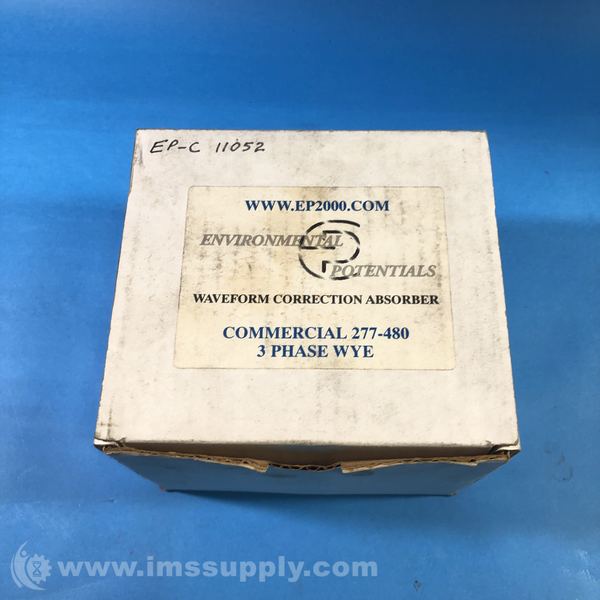 EP-C 11052
WWW.EP2000.COM
ENVIRONMENTAL
EP
POTENTIALS
WAVEFORM CORRECTION ABSORBER
COMMERCIAL 277-480
3 PHASE WYE
www.imssupply.com